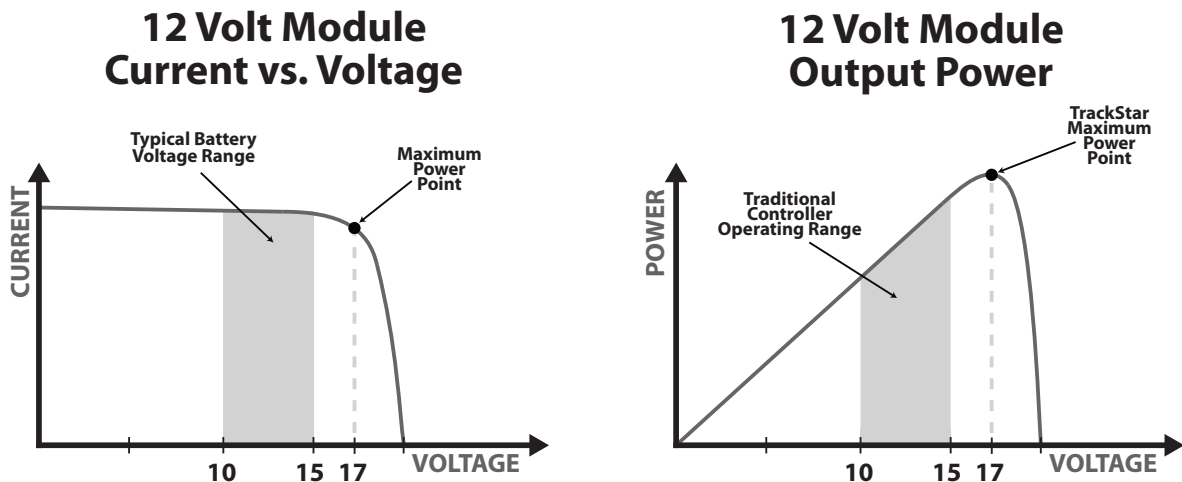 12 Volt Module
Current vs. Voltage
Typical Battery
Voltage Range
Maximum
Power
Point
CURRENT
10
15
17
VOLTAGE
12 Volt Module
Output Power
TrackStar
Maximum
Power
Point
Traditional
Controller
Operating Range
POWER
10
15
17
VOLTAGE